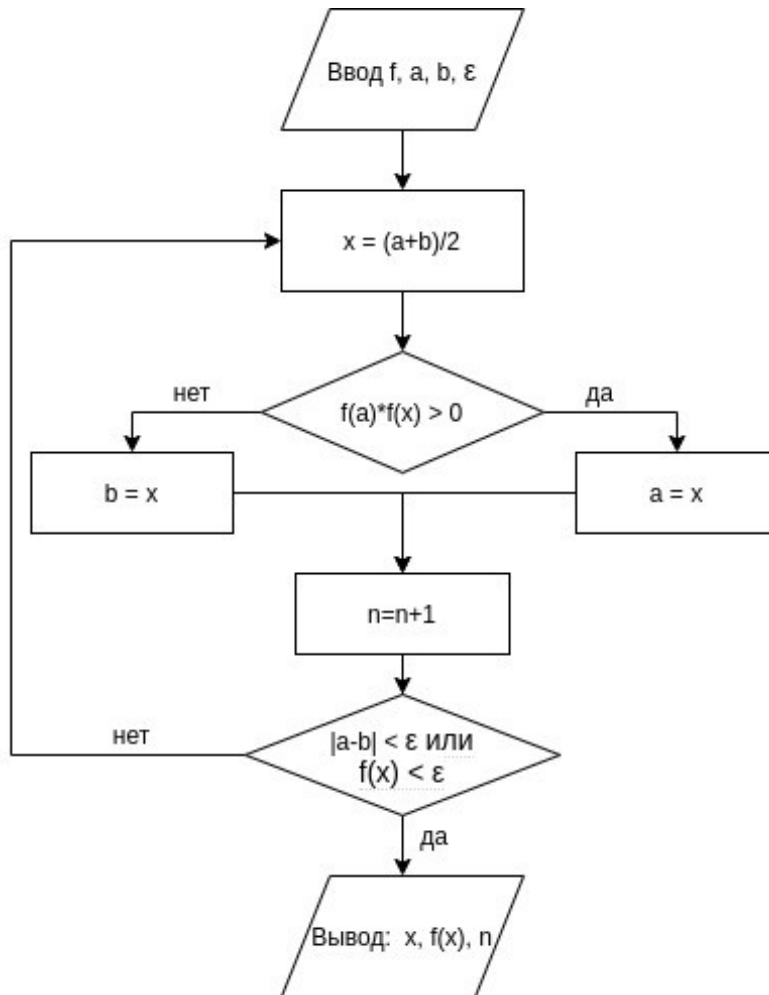 Ввод f, a, b, ε
x = (a+b)/2
нет
f(a)*f(x) > 0
да
b = x
a = x
n=n+1
нет
|a-b| < ε или
f(x) < ε
да
Вывод: x, f(x), n